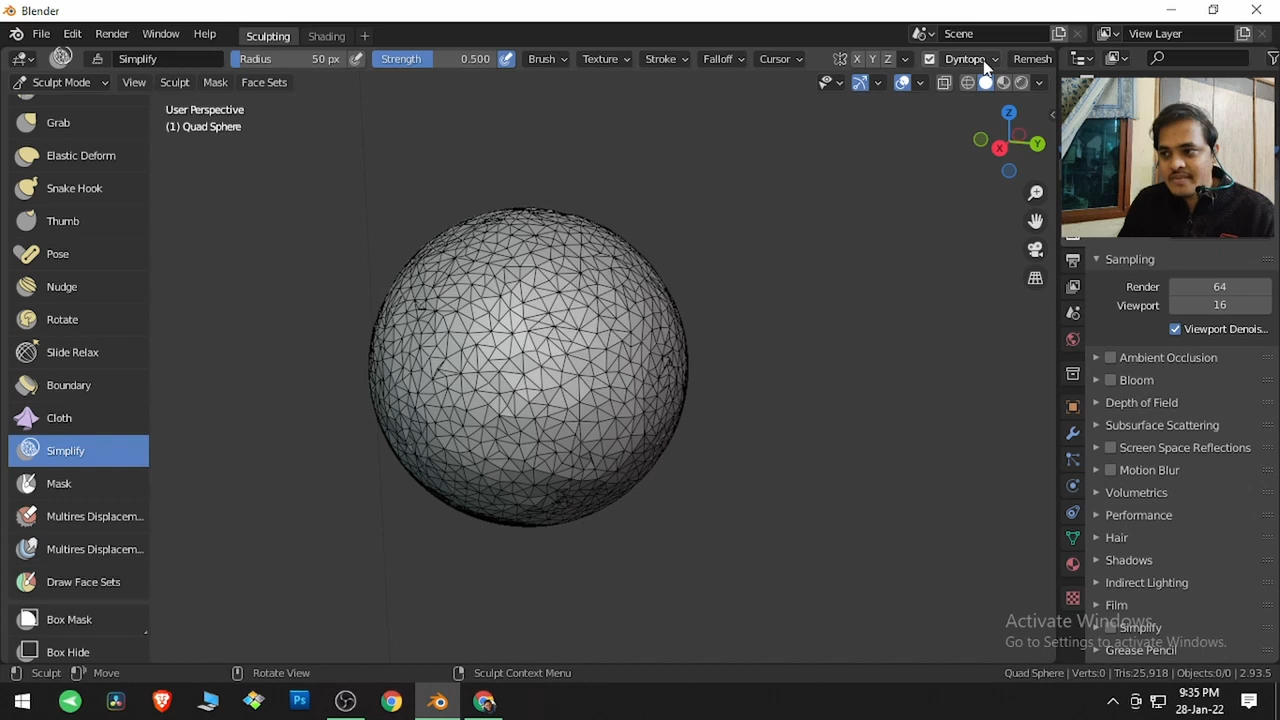 Blender
File Edit Render Window Help Sculpting Shading + Scene View Layer
Simplify Radius 50 px Strength 0.500 Brush Texture Stroke Falloff Cursor X Y Z Dyntopo Remesh
Sculpt Mode View Sculpt Mask Face Sets
User Perspective
(1) Quad Sphere
Z
Y
X
Grab
Elastic Deform
Snake Hook
Thumb
Pose
Nudge
Rotate
Slide Relax
Boundary
Cloth
Simplify
Mask
Multires Displacem...
Multires Displacem...
Draw Face Sets
Box Mask
Box Hide
Sampling
Render 64
Viewport 16
Viewport Denois...
Ambient Occlusion
Bloom
Depth of Field
Subsurface Scattering
Screen Space Reflections
Motion Blur
Volumetrics
Performance
Hair
Shadows
Indirect Lighting
Film
Simplify
Grease Pencil
Activate Windows
Go to Settings to activate Windows.
Sculpt Move Rotate View Sculpt Context Menu Quad Sphere | Verts:0 | Tris:25,918 | Objects:0/0 | 2.93.5
Ps
9:35 PM
28-Jan-22